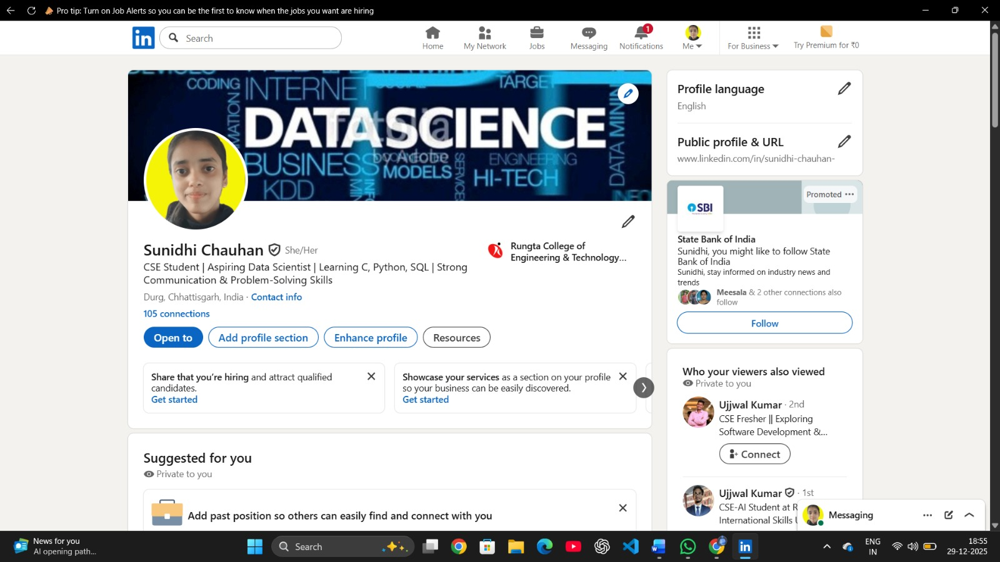 Pro tip: Turn on Job Alerts so you can be the first to know when the jobs you want are hiring
in
Search
Home
My Network
Jobs
Messaging
1
Notifications
Me
For Business
Try Premium for ₹0
CODING
INTERNET
SOCIAL
TARGET
DATASCIENCE
DATA MINING
fotolia
by Adobe
BUSINESS
MODELS
ENGINEERING
SERVICES
HI-TECH
KDD
INFO
Sunidhi Chauhan She/Her
CSE Student | Aspiring Data Scientist | Learning C, Python, SQL | Strong
Communication & Problem-Solving Skills
Durg, Chhattisgarh, India · Contact info
105 connections
Rungta College of
Engineering & Technology...
Open to
Add profile section
Enhance profile
Resources
Share that you're hiring and attract qualified
candidates.
Get started
Showcase your services as a section on your profile
so your business can be easily discovered.
Get started
Suggested for you
Private to you
Add past position so others can easily find and connect with you
Profile language
English
Public profile & URL
www.linkedin.com/in/sunidhi-chauhan-
Promoted
SBI
State Bank of India
Sunidhi, you might like to follow State
Bank of India
Sunidhi, stay informed on industry news and
trends
Meesala & 2 other connections also
follow
Follow
Who your viewers also viewed
Private to you
Ujjwal Kumar · 2nd
CSE Fresher || Exploring
Software Development &...
Connect
Ujjwal Kumar · 1st
CSE-AI Student at R
International Skills U
Messaging
News for you
AI opening path...
Search
ENG
IN
18:55
29-12-2025